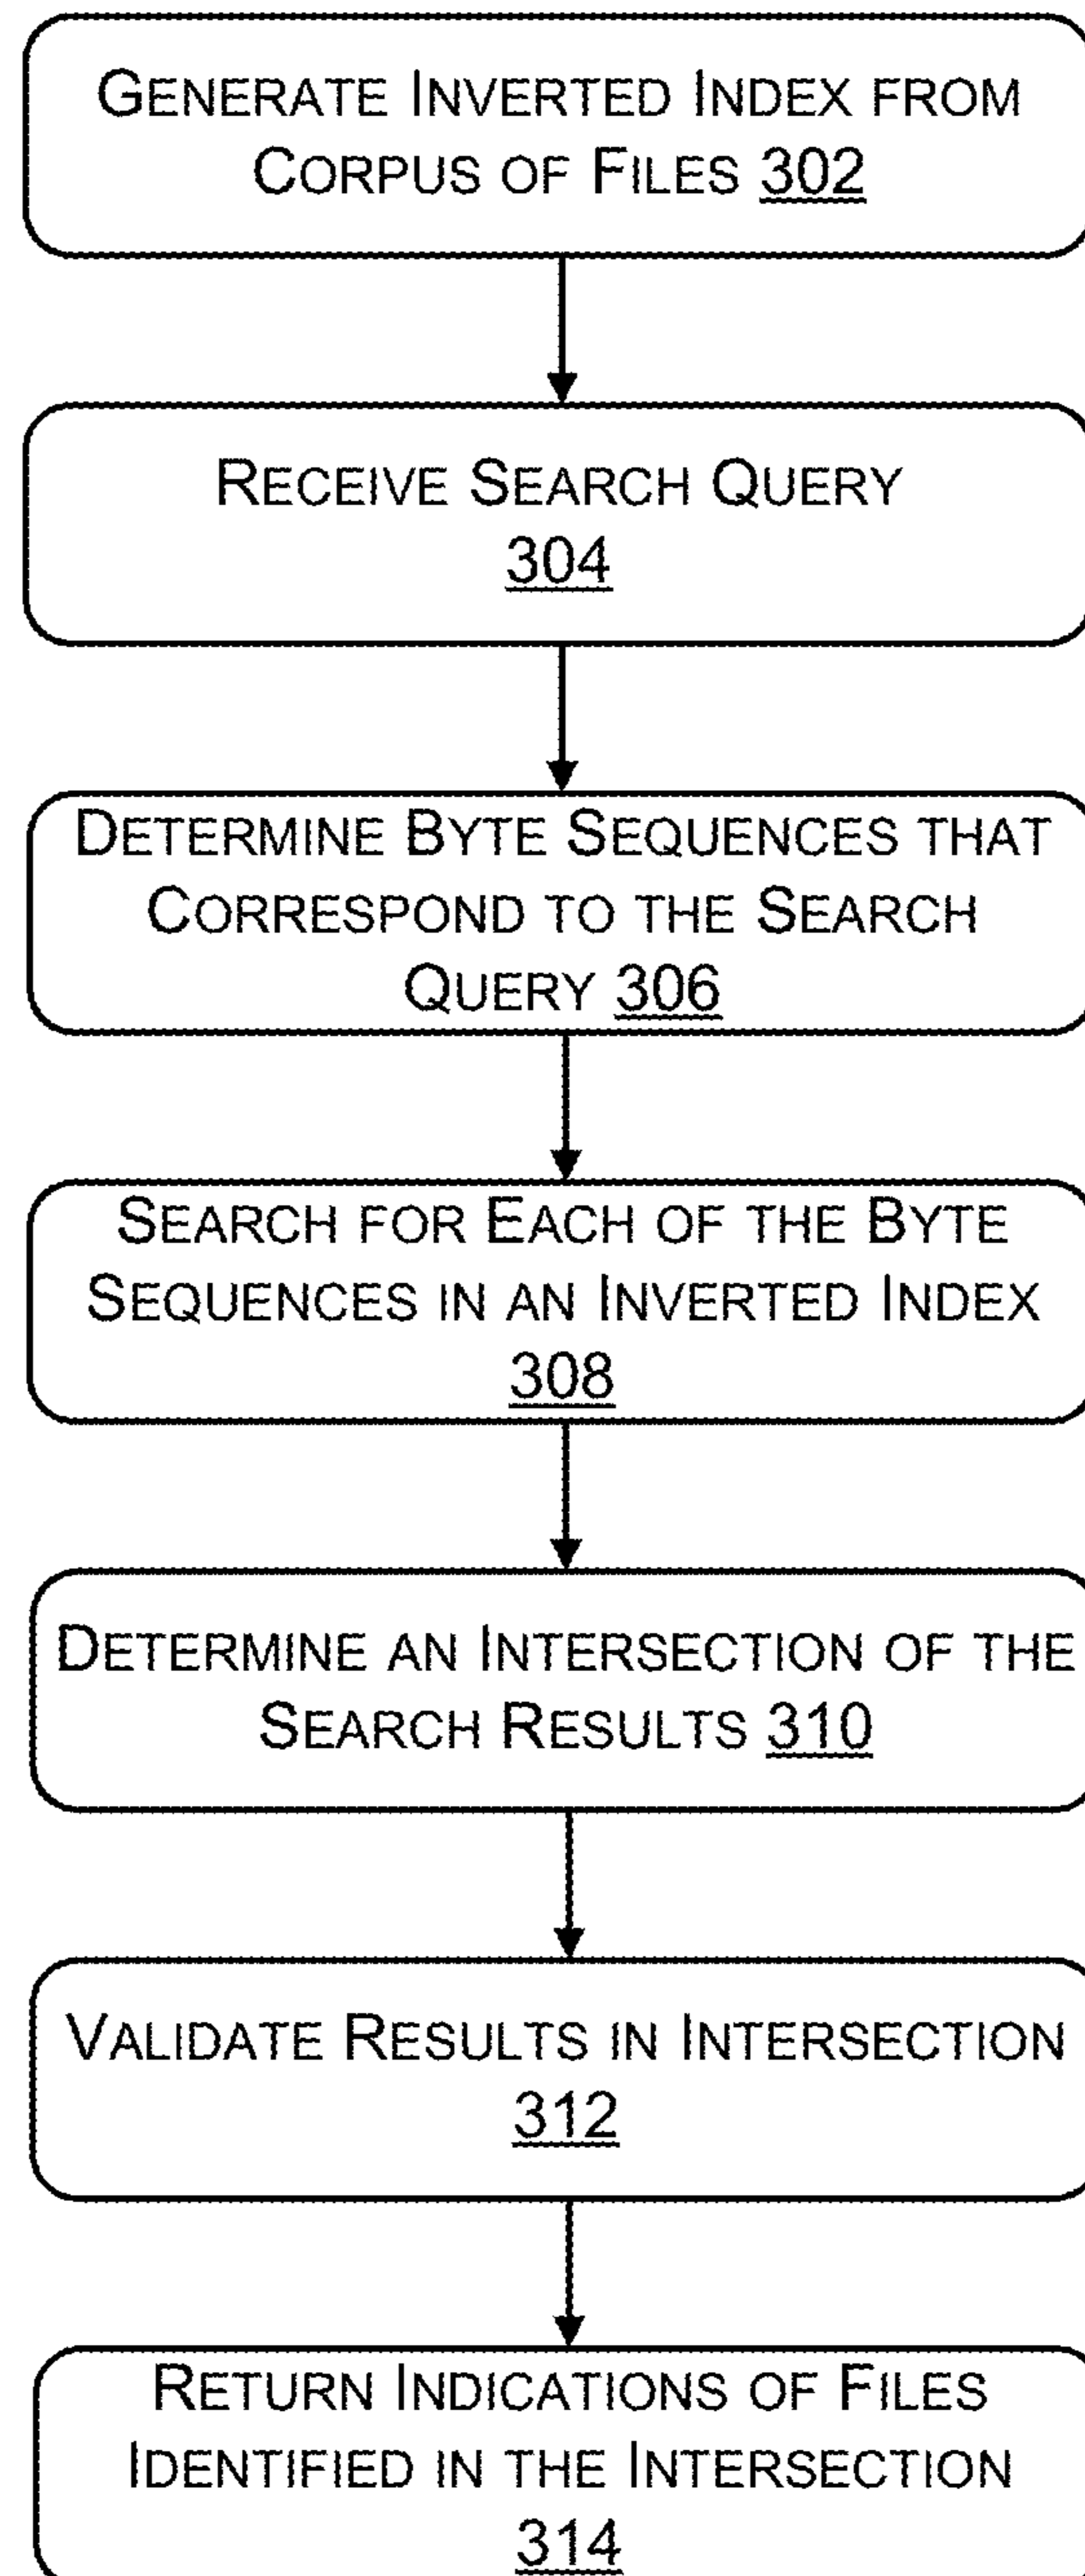 GENERATE INVERTED INDEX FROM
CORPUS OF FILES 302
RECEIVE SEARCH QUERY
304
DETERMINE BYTE SEQUENCES THAT
CORRESPOND TO THE SEARCH
QUERY 306
SEARCH FOR EACH OF THE BYTE
SEQUENCES IN AN INVERTED INDEX
308
DETERMINE AN INTERSECTION OF THE
SEARCH RESULTS 310
VALIDATE RESULTS IN INTERSECTION
312
RETURN INDICATIONS OF FILES
IDENTIFIED IN THE INTERSECTION
314